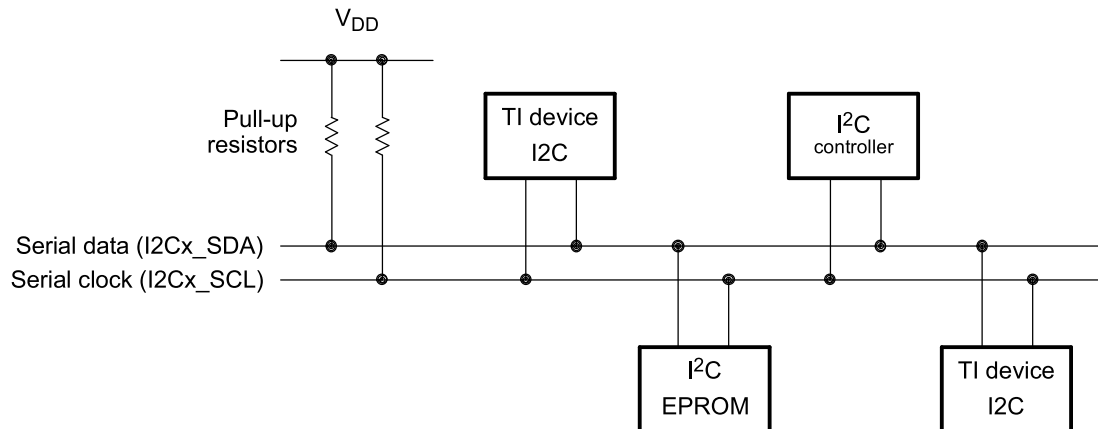 V_DD
Pull-up
resistors
TI device
I2C
I²C
controller
Serial data (I2Cx_SDA)
Serial clock (I2Cx_SCL)
I²C
EPROM
TI device
I2C